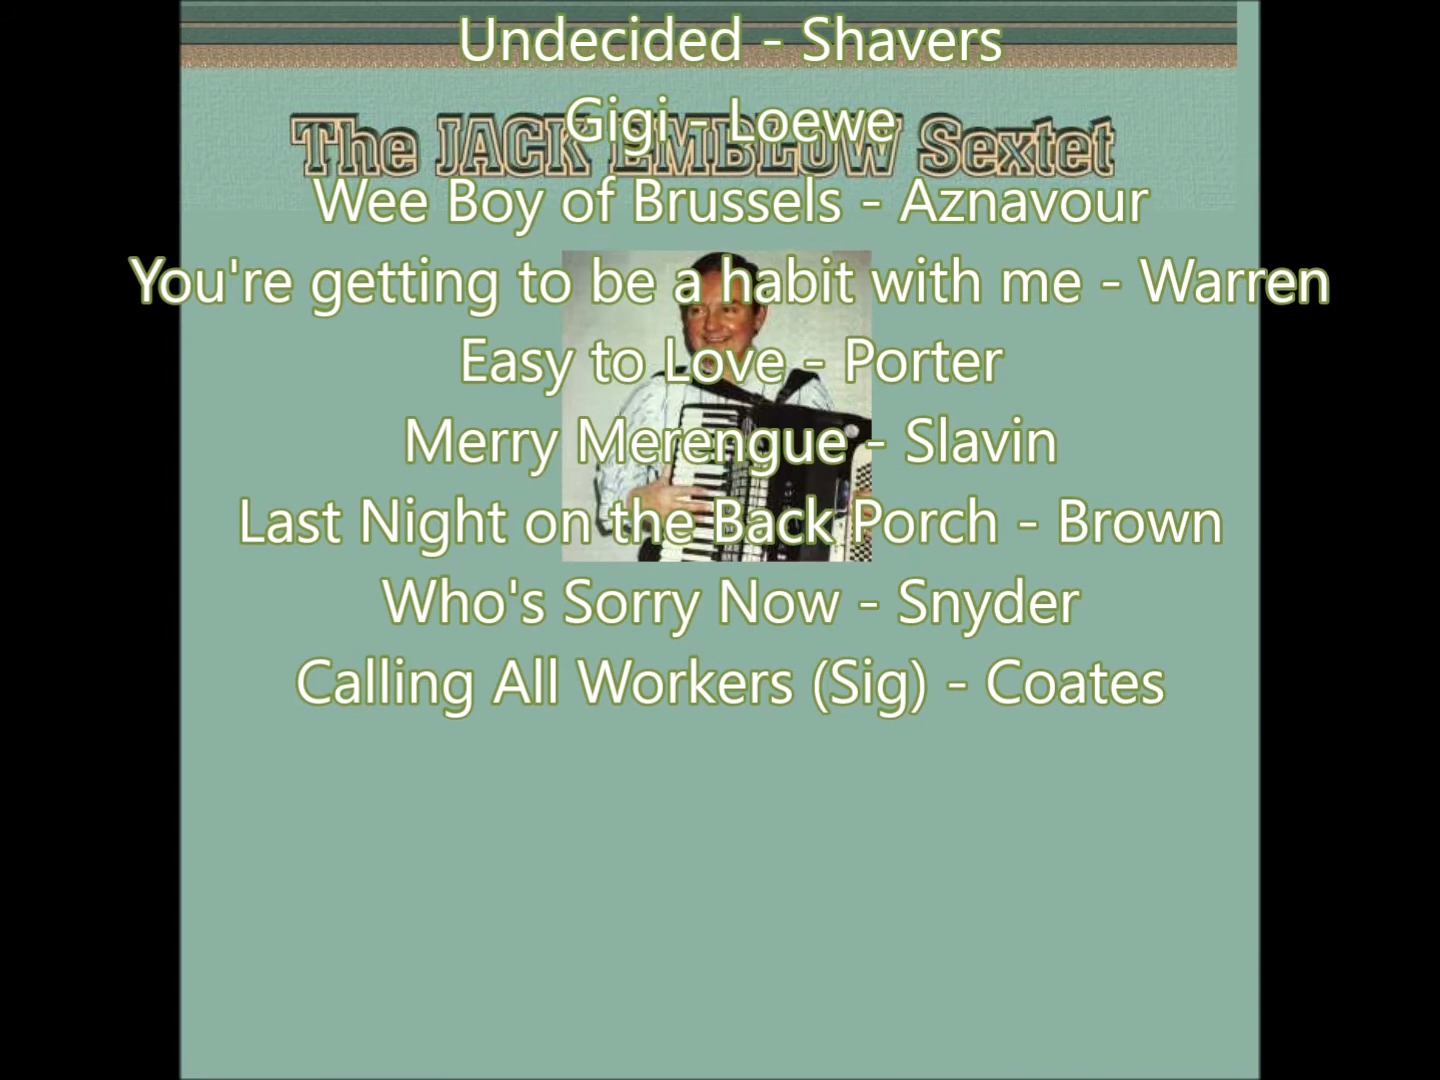 Undecided - Shavers
Gigi - Loewe
The JACK EMBLOW Sextet
Wee Boy of Brussels - Aznavour
You're getting to be a habit with me - Warren
Easy to Love - Porter
Merry Merengue - Slavin
Last Night on the Back Porch - Brown
Who's Sorry Now - Snyder
Calling All Workers (Sig) - Coates